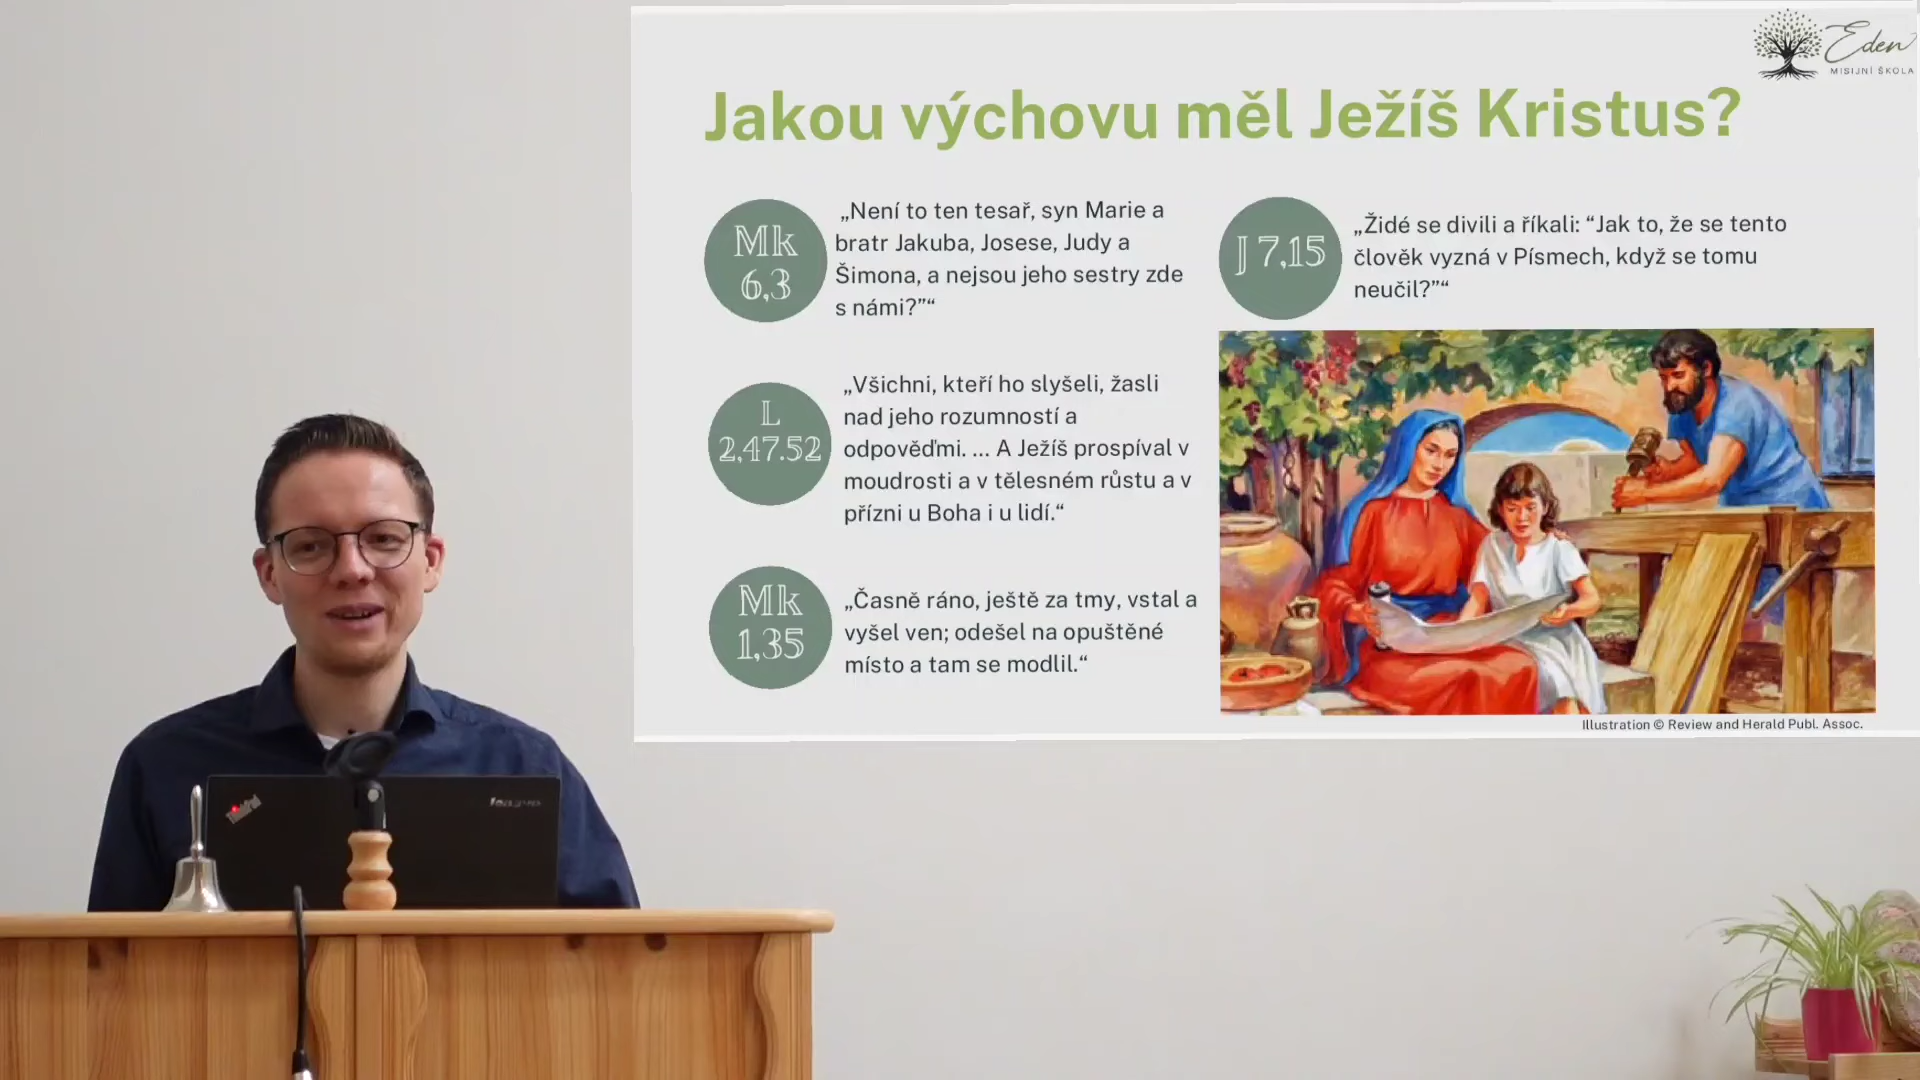 Eden
MISIJNÍ ŠKOLA
Jakou výchovu měl Ježíš Kristus?
Mk
6,3
„Není to ten tesař, syn Marie a
bratr Jakuba, Josese, Judy a
Šimona, a nejsou jeho sestry zde
s námi?”“
L
2,47.52
„Všichni, kteří ho slyšeli, žasli
nad jeho rozumností a
odpověďmi. ... A Ježíš prospíval v
moudrosti a v tělesném růstu a v
přízni u Boha i u lidí.“
Mk
1,35
„Časně ráno, ještě za tmy, vstal a
vyšel ven; odešel na opuštěné
místo a tam se modlil.“
J 7,15
„Židé se divili a říkali: “Jak to, že se tento
člověk vyzná v Písmech, když se tomu
neučil?”“
Illustration © Review and Herald Publ. Assoc.
ThinkPad
lenovo